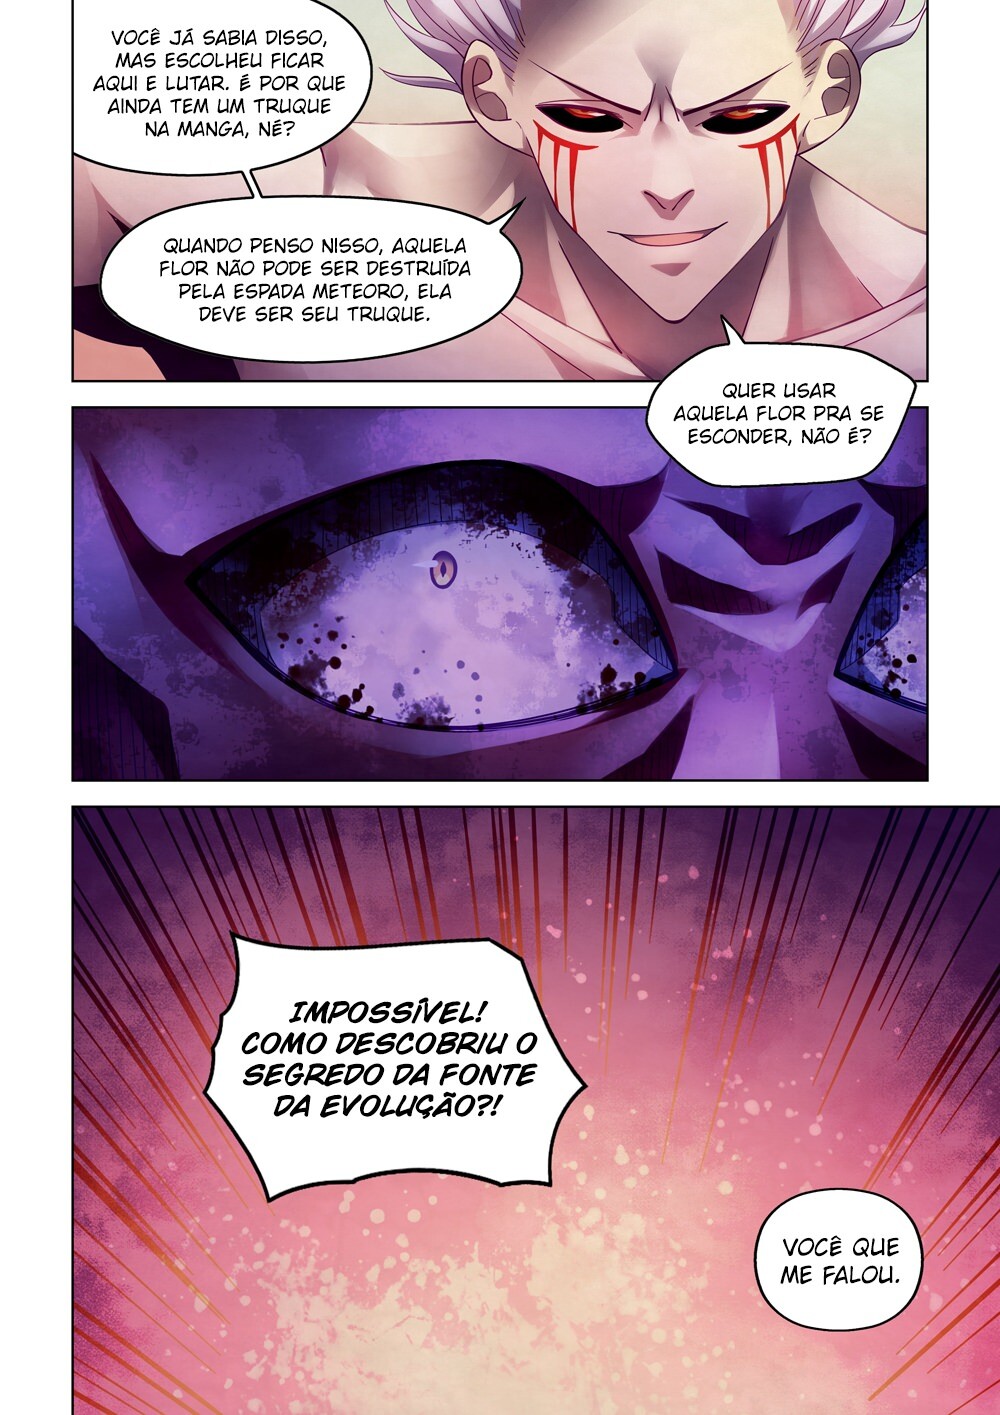 VOCÊ JÁ SABIA DISSO,
MAS ESCOLHEU FICAR
AQUI E LUTAR. É POR QUE
AINDA TEM UM TRUQUE
NA MANGA, NÉ?
QUANDO PENSO NISSO, AQUELA
FLOR NÃO PODE SER DESTRUÍDA
PELA ESPADA METEORO, ELA
DEVE SER SEU TRUQUE.
QUER USAR
AQUELA FLOR PRA SE
ESCONDER, NÃO É?
IMPOSSÍVEL!
COMO DESCOBRIU O
SEGREDO DA FONTE
DA EVOLUÇÃO?!
VOCÊ QUE
ME FALOU.